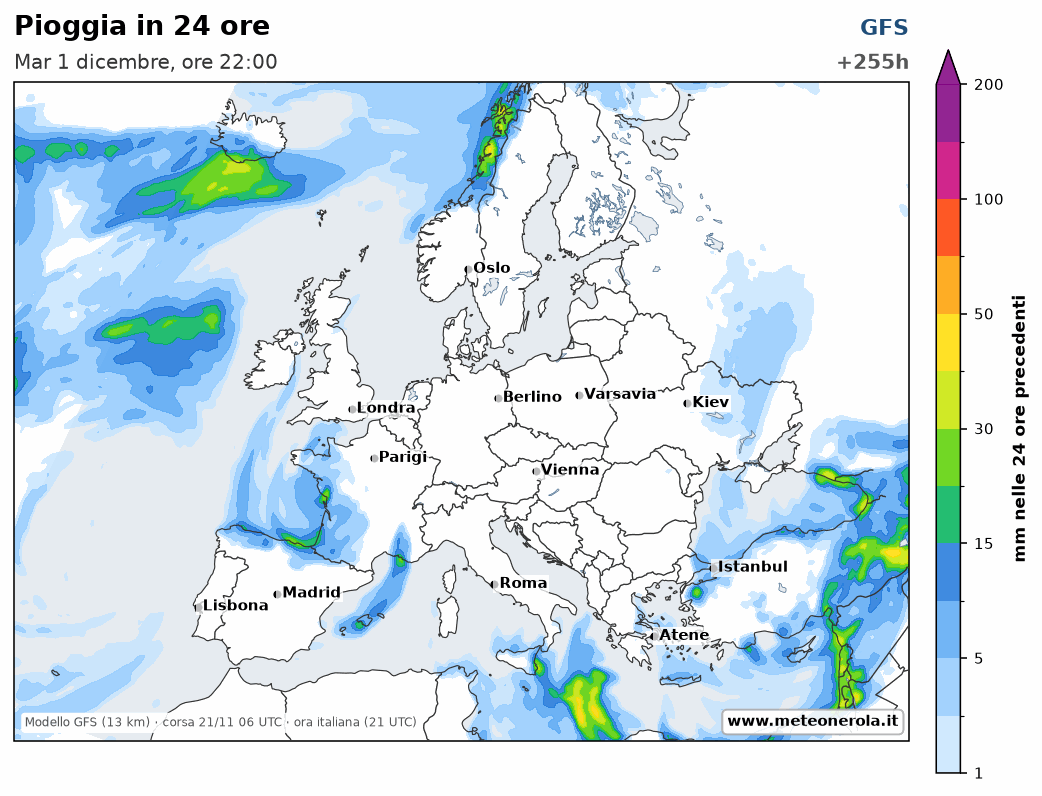 Pioggia in 24 ore
GFS
Mar 1 dicembre, ore 22:00
+255h
200
100
50
30
15
5
1
mm nelle 24 ore precedenti
Oslo
Berlino
Varsavia
Kiev
Londra
Parigi
Vienna
Istanbul
Roma
Madrid
Lisbona
Atene
Modello GFS (13 km) · corsa 21/11 06 UTC · ora italiana (21 UTC)
www.meteonerola.it